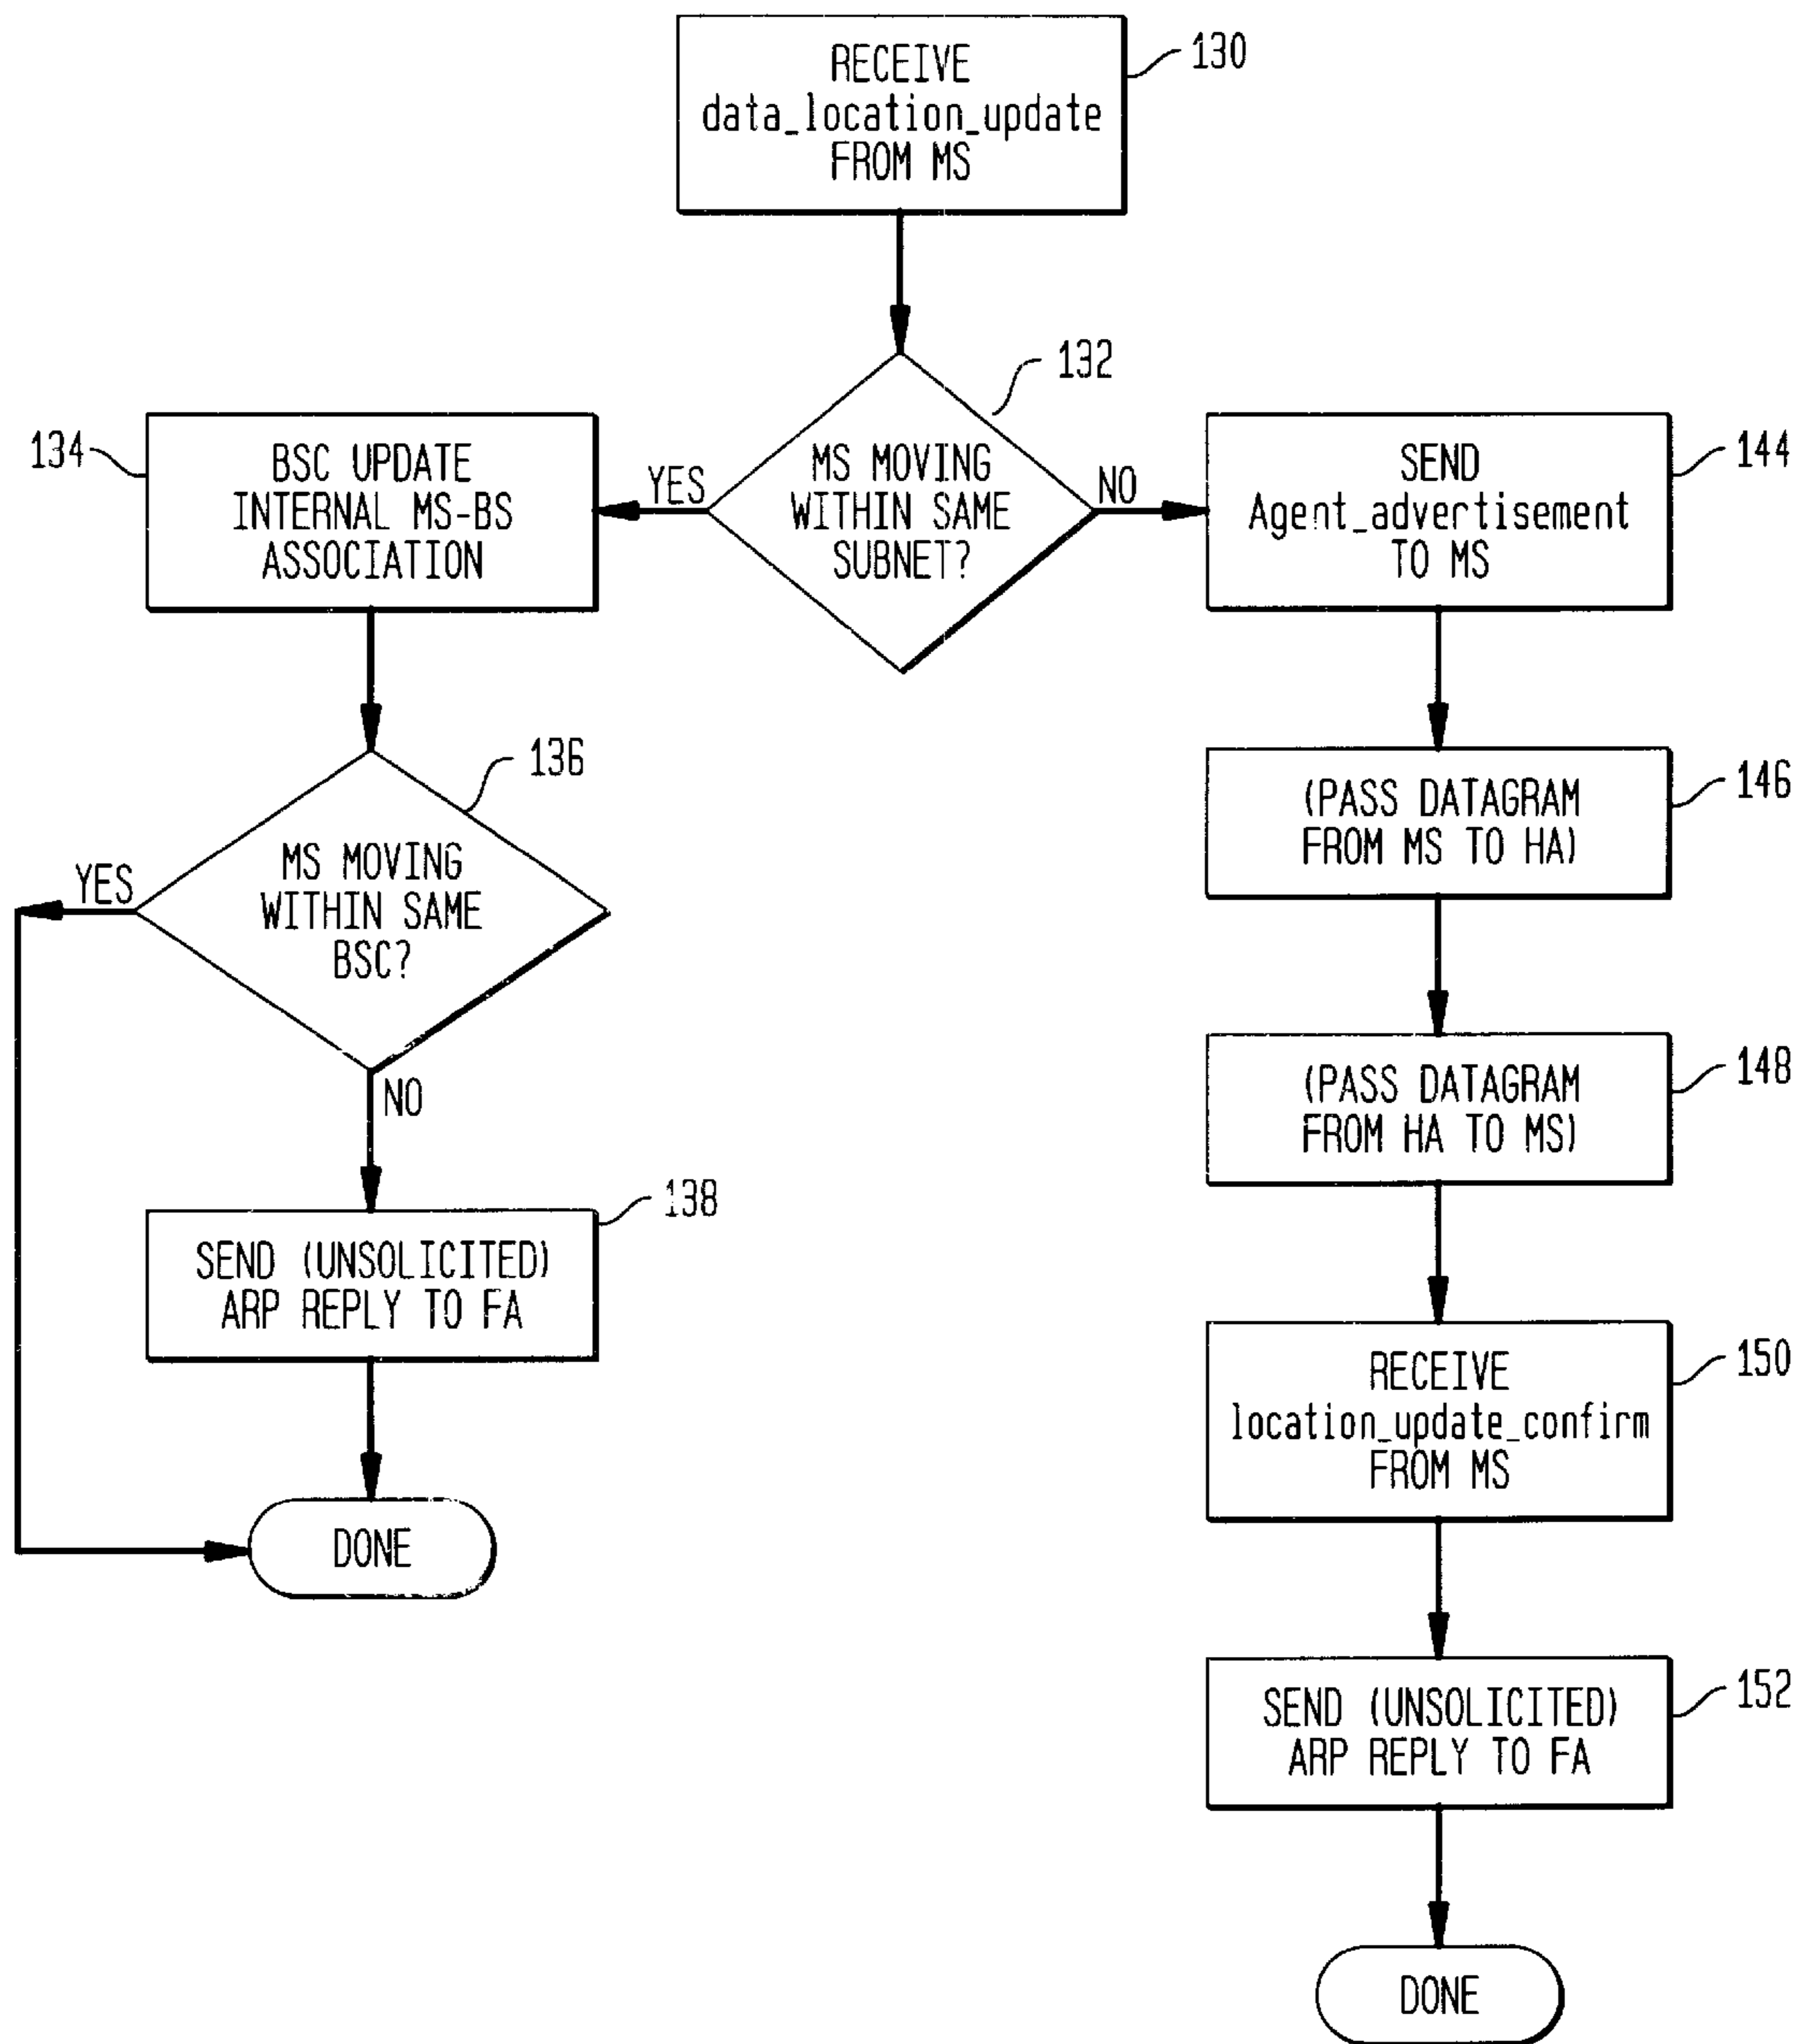 RECEIVE
data_location_update
FROM MS
130
132
MS MOVING
WITHIN SAME
SUBNET?
YES
NO
134
BSC UPDATE
INTERNAL MS-BS
ASSOCIATION
136
MS MOVING
WITHIN SAME
BSC?
YES
NO
138
SEND (UNSOLICITED)
ARP REPLY TO FA
DONE
144
SEND
Agent_advertisement
TO MS
146
(PASS DATAGRAM
FROM MS TO HA)
148
(PASS DATAGRAM
FROM HA TO MS)
150
RECEIVE
location_update_confirm
FROM MS
152
SEND (UNSOLICITED)
ARP REPLY TO FA
DONE